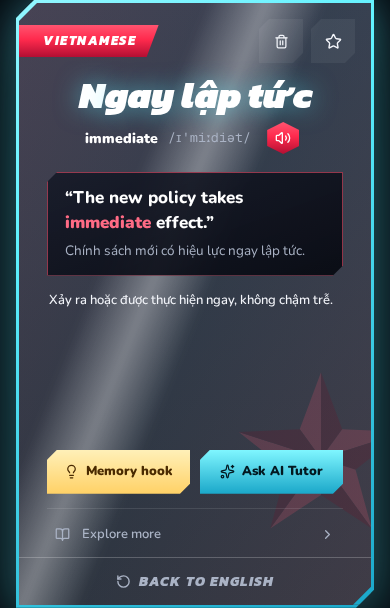 VIETNAMESE
Ngay lập tức
immediate /ɪˈmiːdiət/
“The new policy takes
immediate effect.”
Chính sách mới có hiệu lực ngay lập tức.
Xảy ra hoặc được thực hiện ngay, không chậm trễ.
Memory hook
Ask AI Tutor
Explore more
BACK TO ENGLISH